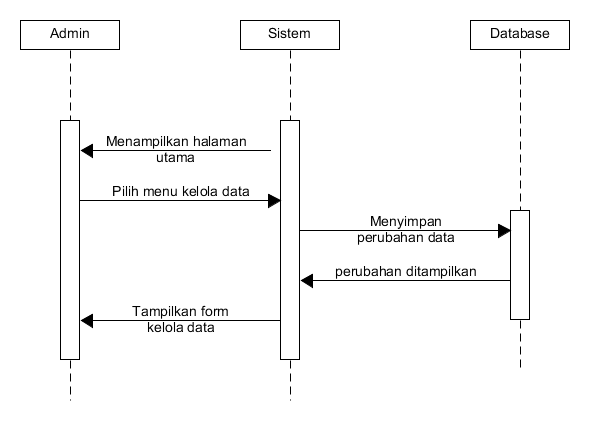 Admin
Sistem
Database
Menampilkan halaman
utama
Pilih menu kelola data
Menyimpan
perubahan data
perubahan ditampilkan
Tampilkan form
kelola data